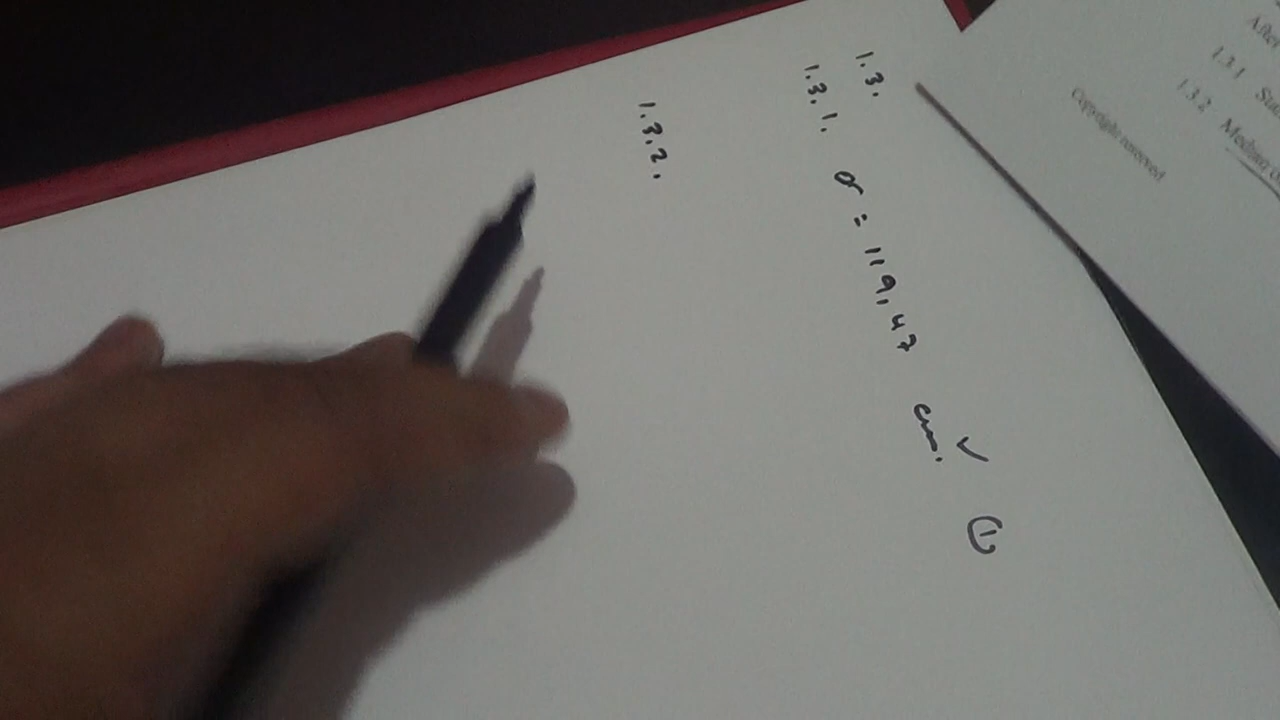 1.3.
1.3.1. σ = 119,47 cm. ✓ (1)
1.3.2.
After
1.3.1 
1.3.2 Median
Copyright reserved